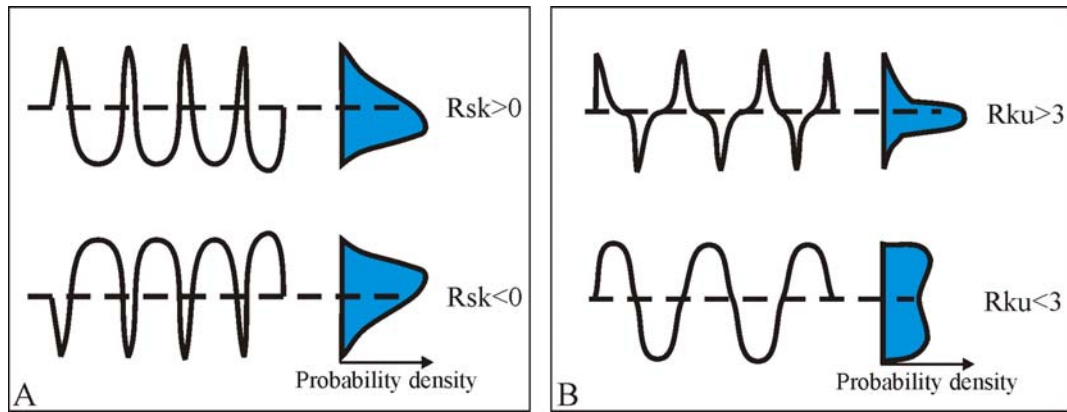 Rsk>0
Rsk<0
Probability density
A
Rku>3
Rku<3
Probability density
B